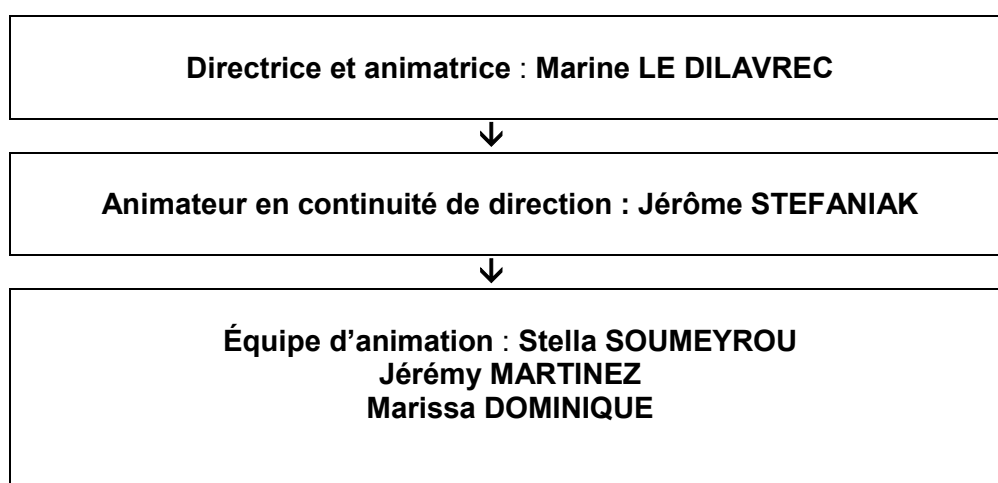 Directrice et animatrice : Marine LE DILAVREC
Animateur en continuité de direction : Jérôme STEFANIAK
Équipe d’animation : Stella SOUMEYROU
Jérémy MARTINEZ
Marissa DOMINIQUE